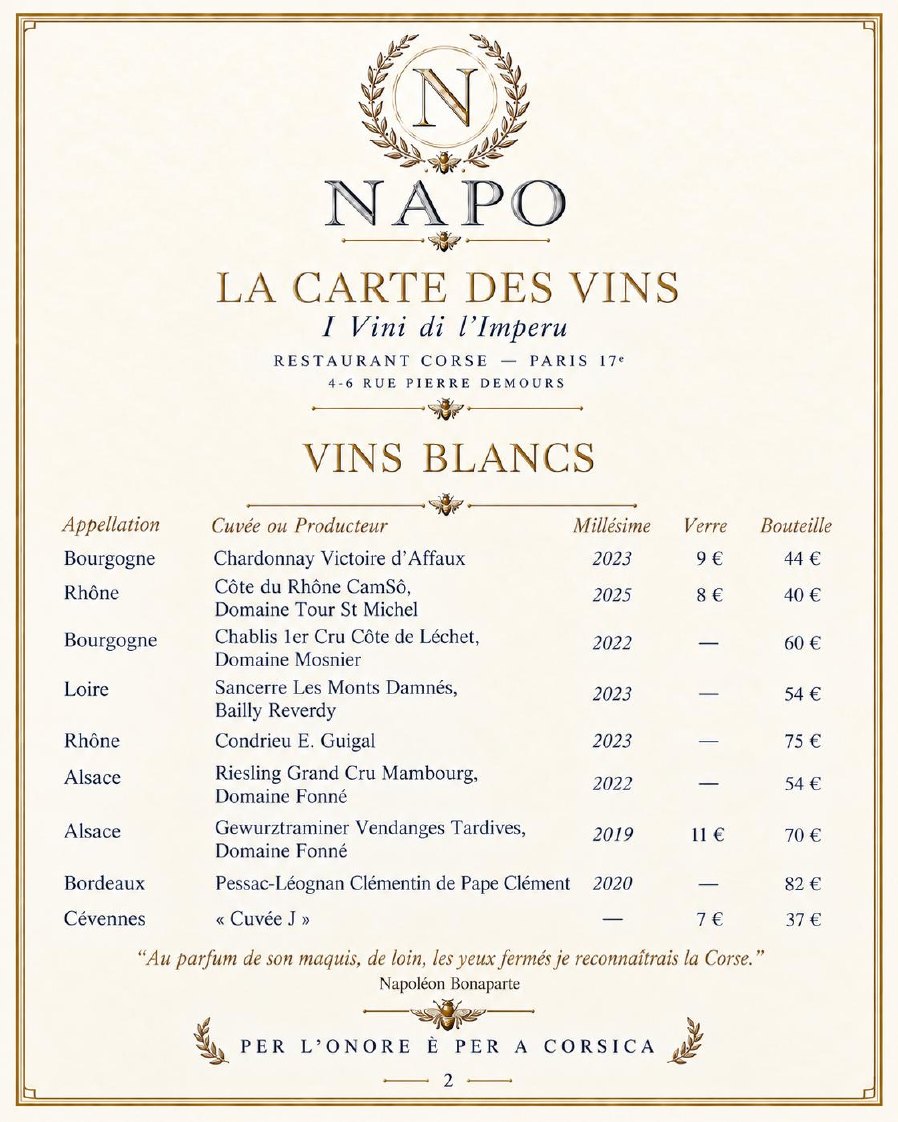 N
NAPO
LA CARTE DES VINS
I Vini di l’Imperu
RESTAURANT CORSE — PARIS 17e
4-6 RUE PIERRE DEMOURS
VINS BLANCS
Appellation Cuvée ou Producteur Millésime Verre Bouteille
Bourgogne Chardonnay Victoire d’Affaux 2023 9 € 44 €
Rhône Côte du Rhône CamSô,
Domaine Tour St Michel 2025 8 € 40 €
Bourgogne Chablis 1er Cru Côte de Léchet,
Domaine Mosnier 2022 — 60 €
Loire Sancerre Les Monts Damnés,
Bailly Reverdy 2023 — 54 €
Rhône Condrieu E. Guigal 2023 — 75 €
Alsace Riesling Grand Cru Mambourg,
Domaine Fonné 2022 — 54 €
Alsace Gewurztraminer Vendanges Tardives,
Domaine Fonné 2019 11 € 70 €
Bordeaux Pessac-Léognan Clémentin de Pape Clément 2020 — 82 €
Cévennes « Cuvée J » — 7 € 37 €
“Au parfum de son maquis, de loin, les yeux fermés je reconnaîtrais la Corse.”
Napoléon Bonaparte
PER L’ONORE È PER A CORSICA
2